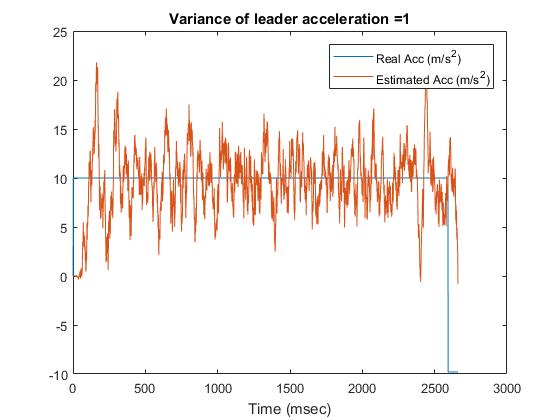 Variance of leader acceleration =1
25
20
15
10
5
0
-5
-10
Real Acc (m/s²)
Estimated Acc (m/s²)
0 500 1000 1500 2000 2500 3000
Time (msec)